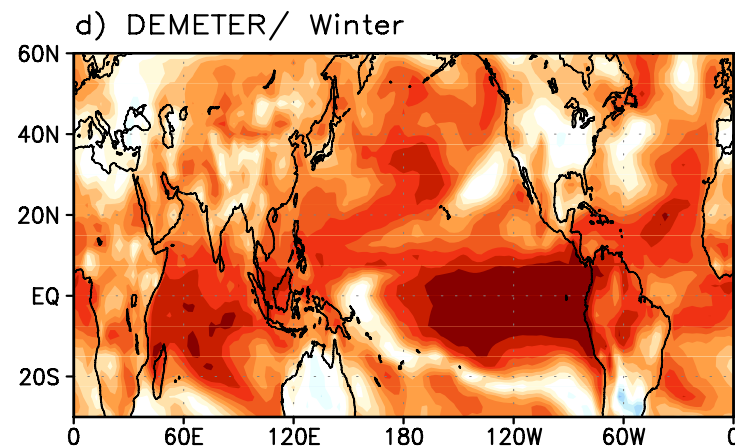 d) DEMETER/ Winter
60N
40N
20N
EQ
20S
0 60E 120E 180 120W 60W 0